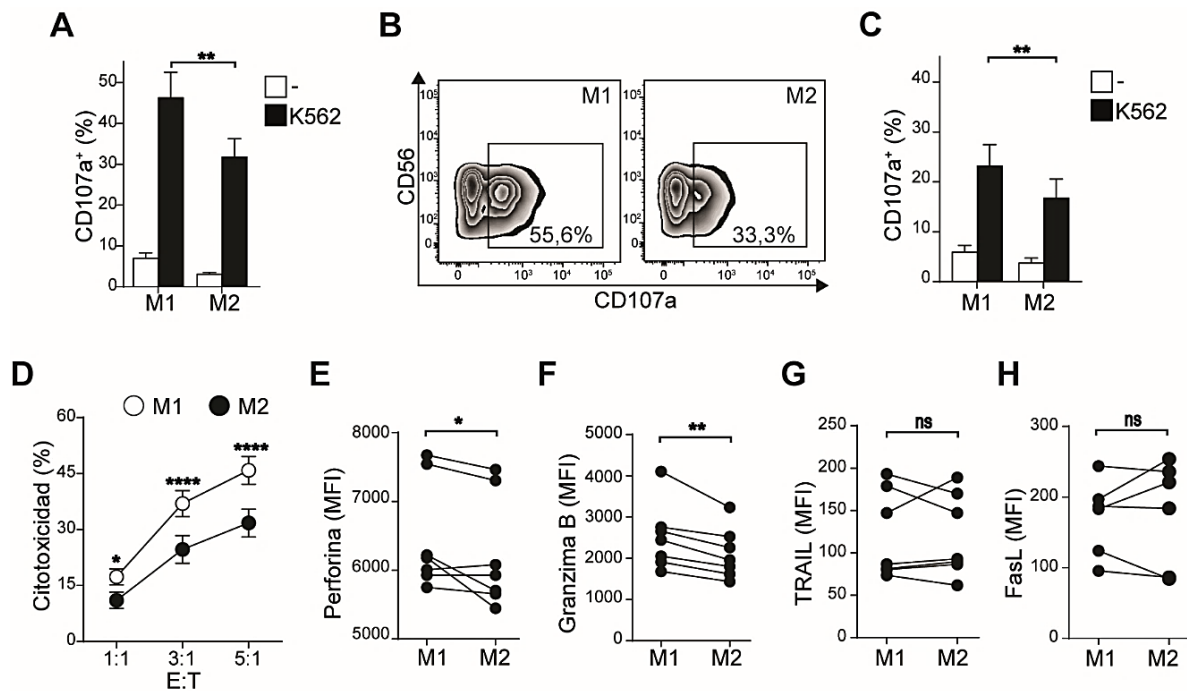 A
**
50
40
30
20
10
0
CD107a⁺ (%)
-
K562
M1 M2
B
M1
M2
10⁵
10⁴
10³
10²
0
CD56
55,6%
33,3%
0 10³ 10⁴ 10⁵
0 10³ 10⁴ 10⁵
CD107a
C
**
40
30
20
10
0
CD107a⁺ (%)
-
K562
M1 M2
D
M1 M2
60
45
30
15
0
Citotoxicidad (%)
*
****
****
1:1 3:1 5:1
E:T
E
*
8000
7000
6000
5000
Perforina (MFI)
M1 M2
F
**
5000
4000
3000
2000
1000
0
Granzima B (MFI)
M1 M2
G
ns
250
200
150
100
50
0
TRAIL (MFI)
M1 M2
H
ns
300
200
100
0
FasL (MFI)
M1 M2